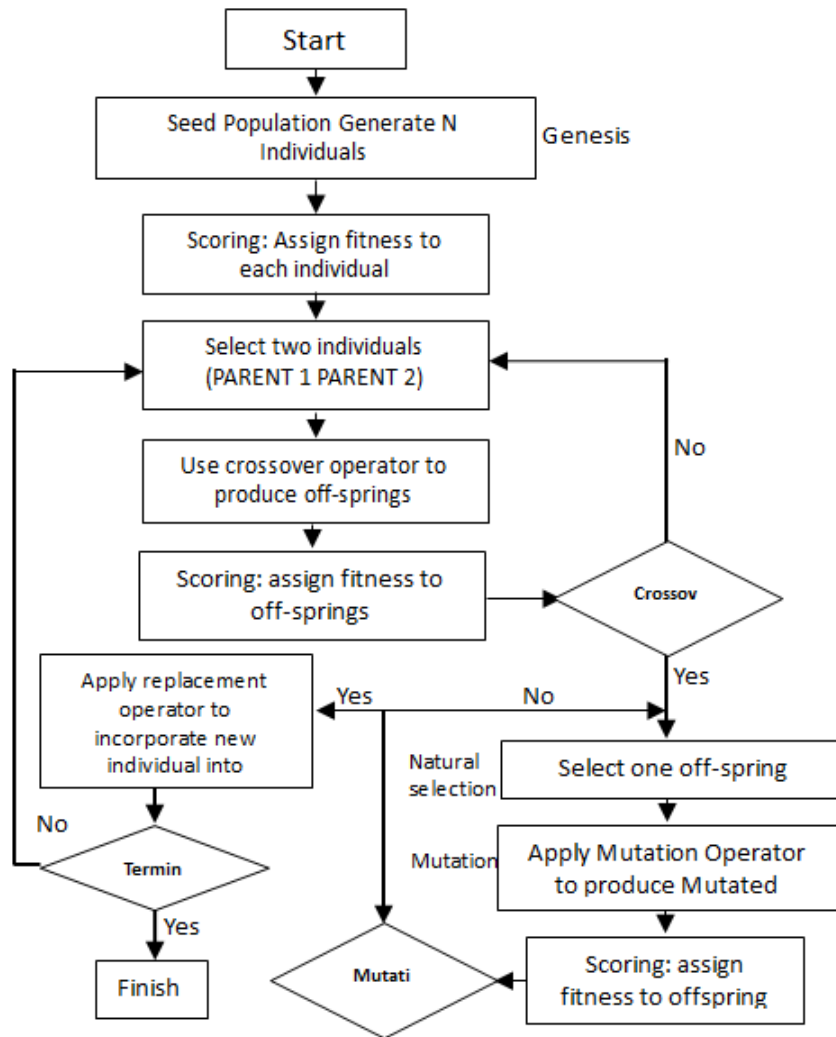 Start
Seed Population Generate N
Individuals
Genesis
Scoring: Assign fitness to
each individual
Select two individuals
(PARENT 1 PARENT 2)
No
Use crossover operator to
produce off-springs
Scoring: assign fitness to
off-springs
Crossov
Yes
Apply replacement
operator to
incorporate new
individual into
Yes
No
Natural
selection
Select one off-spring
No
Termin
Mutation
Apply Mutation Operator
to produce Mutated
Yes
Finish
Mutati
Scoring: assign
fitness to offspring